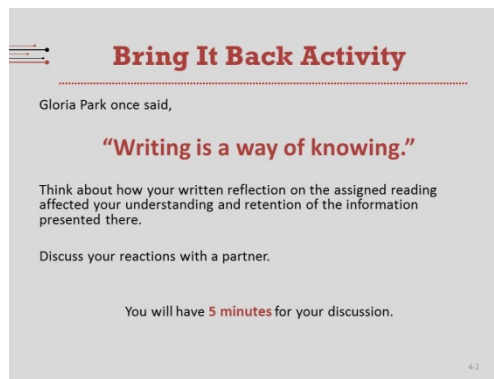 Bring It Back Activity
Gloria Park once said,
“Writing is a way of knowing.”
Think about how your written reflection on the assigned reading
affected your understanding and retention of the information
presented there.
Discuss your reactions with a partner.
You will have 5 minutes for your discussion.
4-2